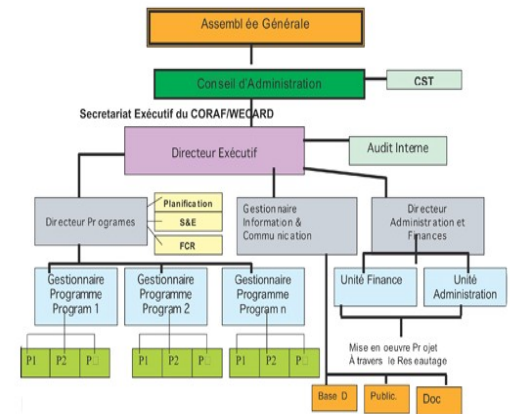 Assembl ée Générale
Conseil d'Administration
CST
Secretariat Exécutif du CORAF/WECARD
Directeur Exécutif
Audit Interne
Directeur Programes
Planification
S&E
FCR
Gestionnaire
Information &
Commu nication
Directeur
Administration et
Finances
Gestionnaire
Programme
Program 1
Gestionnaire
Programme
Program 2
Gestionnaire
Programme
Program n
Unité Finance
Unité
Administration
P1 P2 P□
P1 P2 P□
P1 P2 P□
Mise en oeuvre Pr ojet
À travers le Res eautage
Base D
Public.
Doc